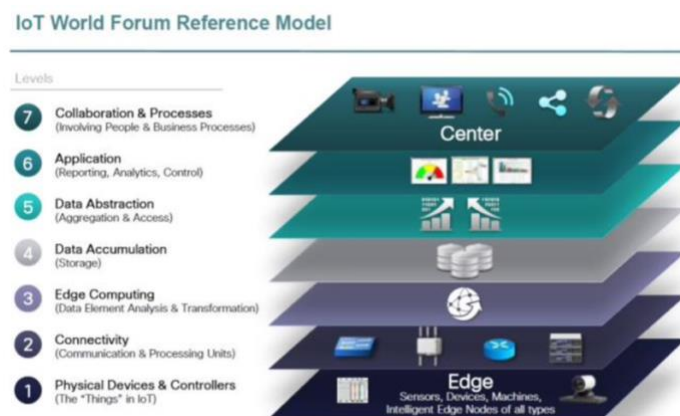 IoT World Forum Reference Model
Levels
7
Collaboration & Processes
(Involving People & Business Processes)
6
Application
(Reporting, Analytics, Control)
5
Data Abstraction
(Aggregation & Access)
4
Data Accumulation
(Storage)
3
Edge Computing
(Data Element Analysis & Transformation)
2
Connectivity
(Communication & Processing Units)
1
Physical Devices & Controllers
(The "Things" in IoT)
Center
Edge
Sensors, Devices, Machines,
Intelligent Edge Nodes of all types